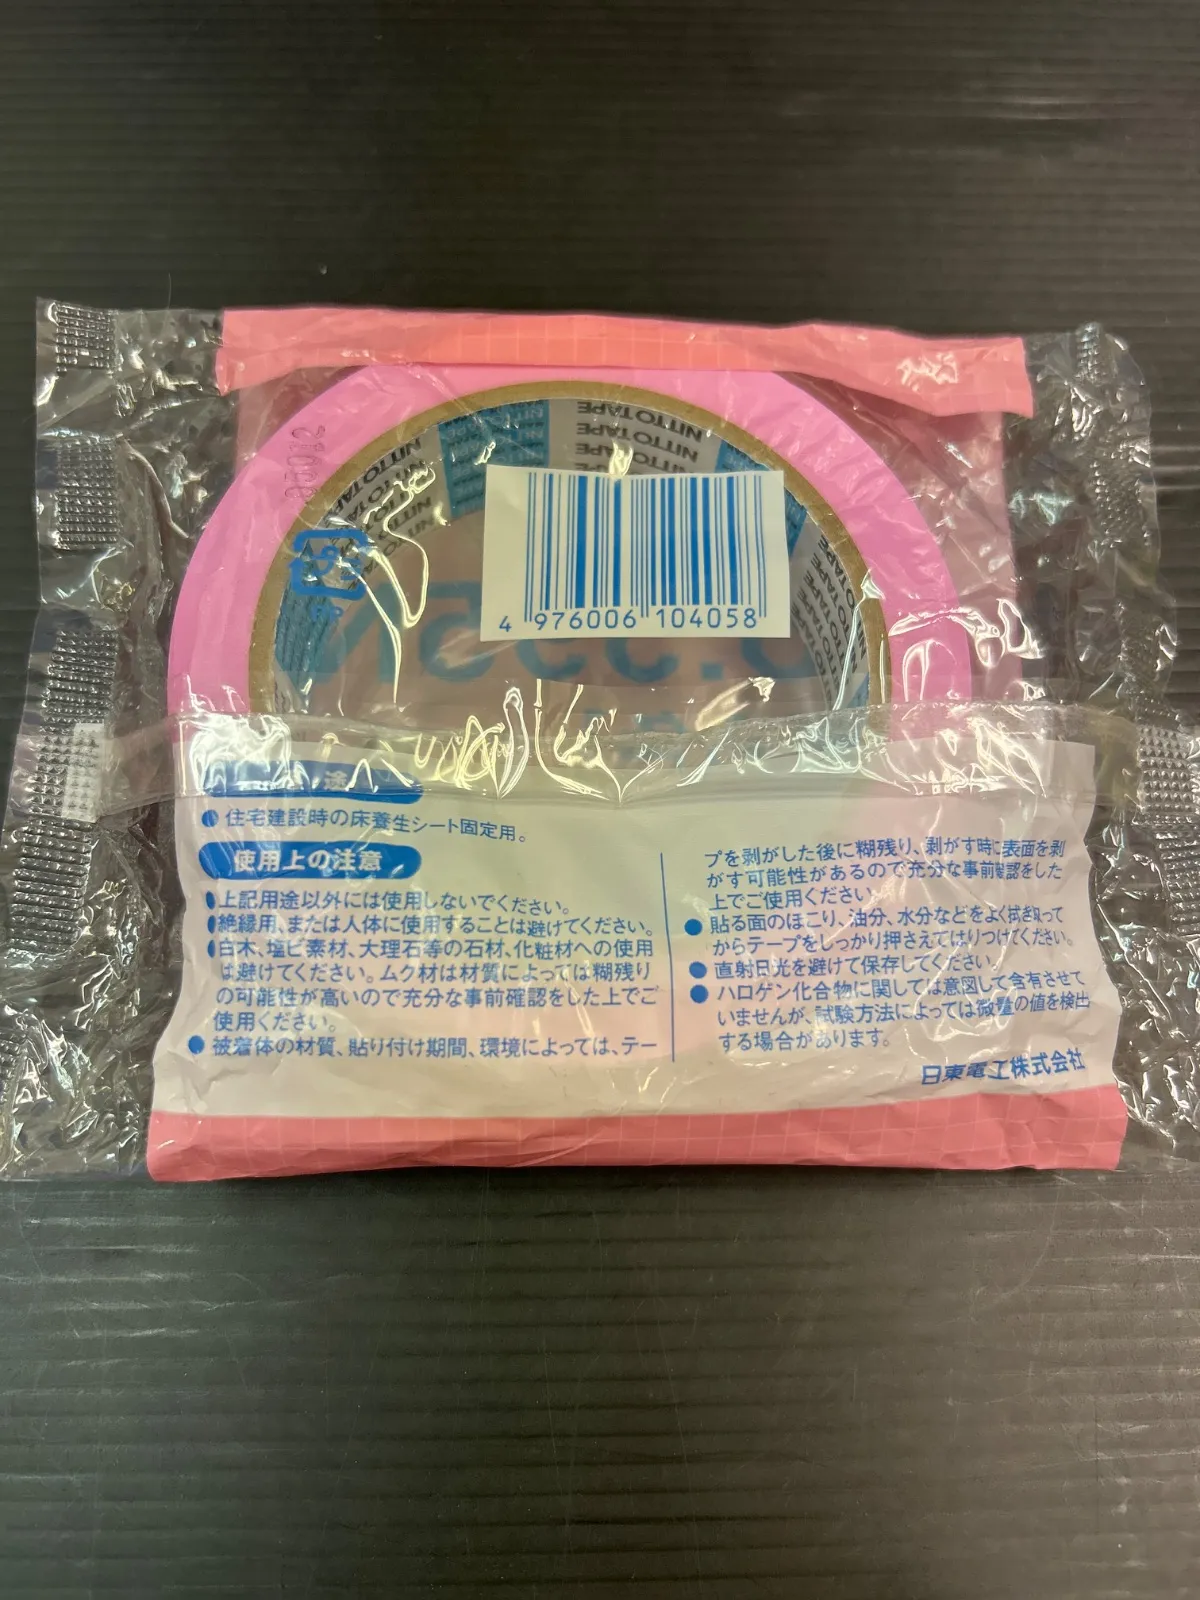 NITTO TAPE
NITTO TAPE
NITTO TAPE
NITTO TAPE
4 976006 104058
途
●住宅建設時の床養生シート固定用。
使用上の注意
●上記用途以外には使用しないでください。
●絶縁用、または人体に使用することは避けてください。
●白木、塩ビ素材、大理石等の石材、化粧材への使用
は避けてください。ムク材は材質によっては糊残り
の可能性が高いので充分な事前確認をした上でご
使用ください。
●被着体の材質、貼り付け期間、環境によっては、テー
プを剥がした後に糊残り、剥がす時に表面を剥
がす可能性があるので充分な事前確認をした
上でご使用ください。
●貼る面のほこり、油分、水分などをよく拭き取って
からテープをしっかり押さえてはりつけてください。
●直射日光を避けて保存してください。
●ハロゲン化合物に関しては意図して含有させて
いませんが、試験方法によっては微量の値を検出
する場合があります。
日東電工株式会社